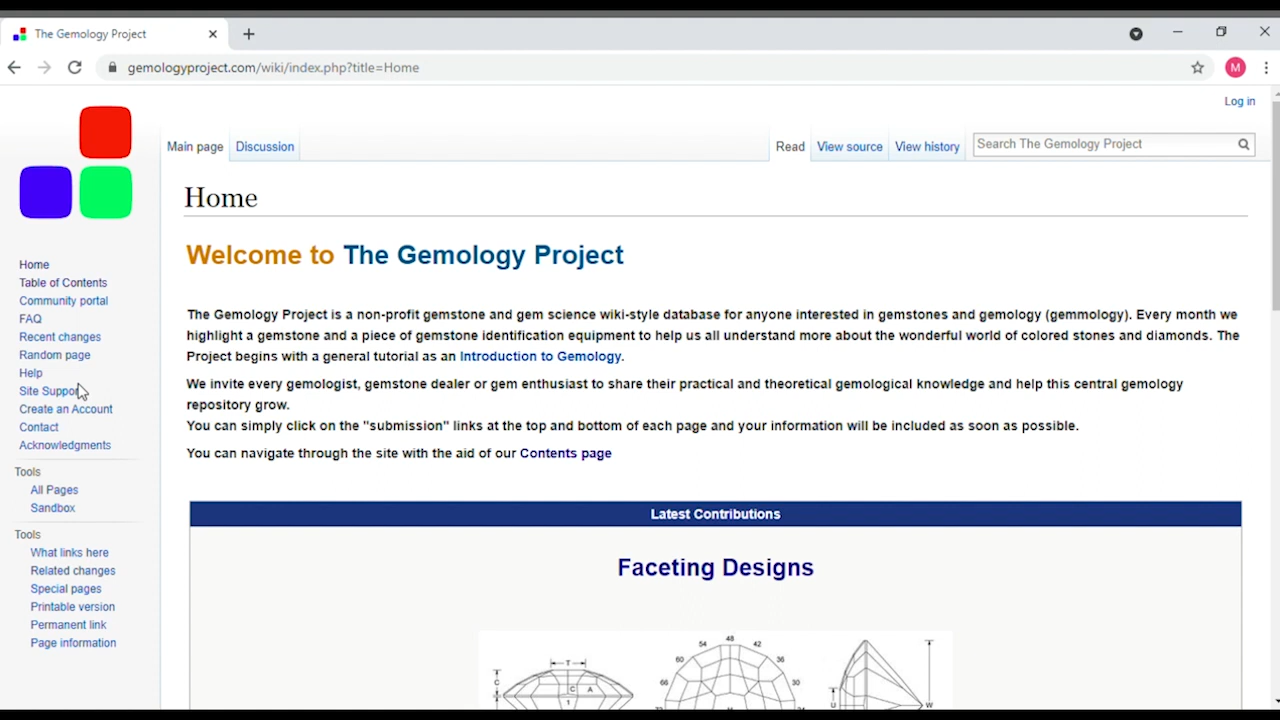 The Gemology Project
gemologyproject.com/wiki/index.php?title=Home
M
Log in
Main page
Discussion
Read
View source
View history
Search The Gemology Project
Home
Welcome to The Gemology Project
The Gemology Project is a non-profit gemstone and gem science wiki-style database for anyone interested in gemstones and gemology (gemmology). Every month we
highlight a gemstone and a piece of gemstone identification equipment to help us all understand more about the wonderful world of colored stones and diamonds. The
Project begins with a general tutorial as an Introduction to Gemology.
We invite every gemologist, gemstone dealer or gem enthusiast to share their practical and theoretical gemological knowledge and help this central gemology
repository grow.
You can simply click on the "submission" links at the top and bottom of each page and your information will be included as soon as possible.
You can navigate through the site with the aid of our Contents page
Latest Contributions
Faceting Designs
T
C
C A
1
48
54 42
60 36
66 30
U
W
Home
Table of Contents
Community portal
FAQ
Recent changes
Random page
Help
Site Support
Create an Account
Contact
Acknowledgments
Tools
All Pages
Sandbox
Tools
What links here
Related changes
Special pages
Printable version
Permanent link
Page information